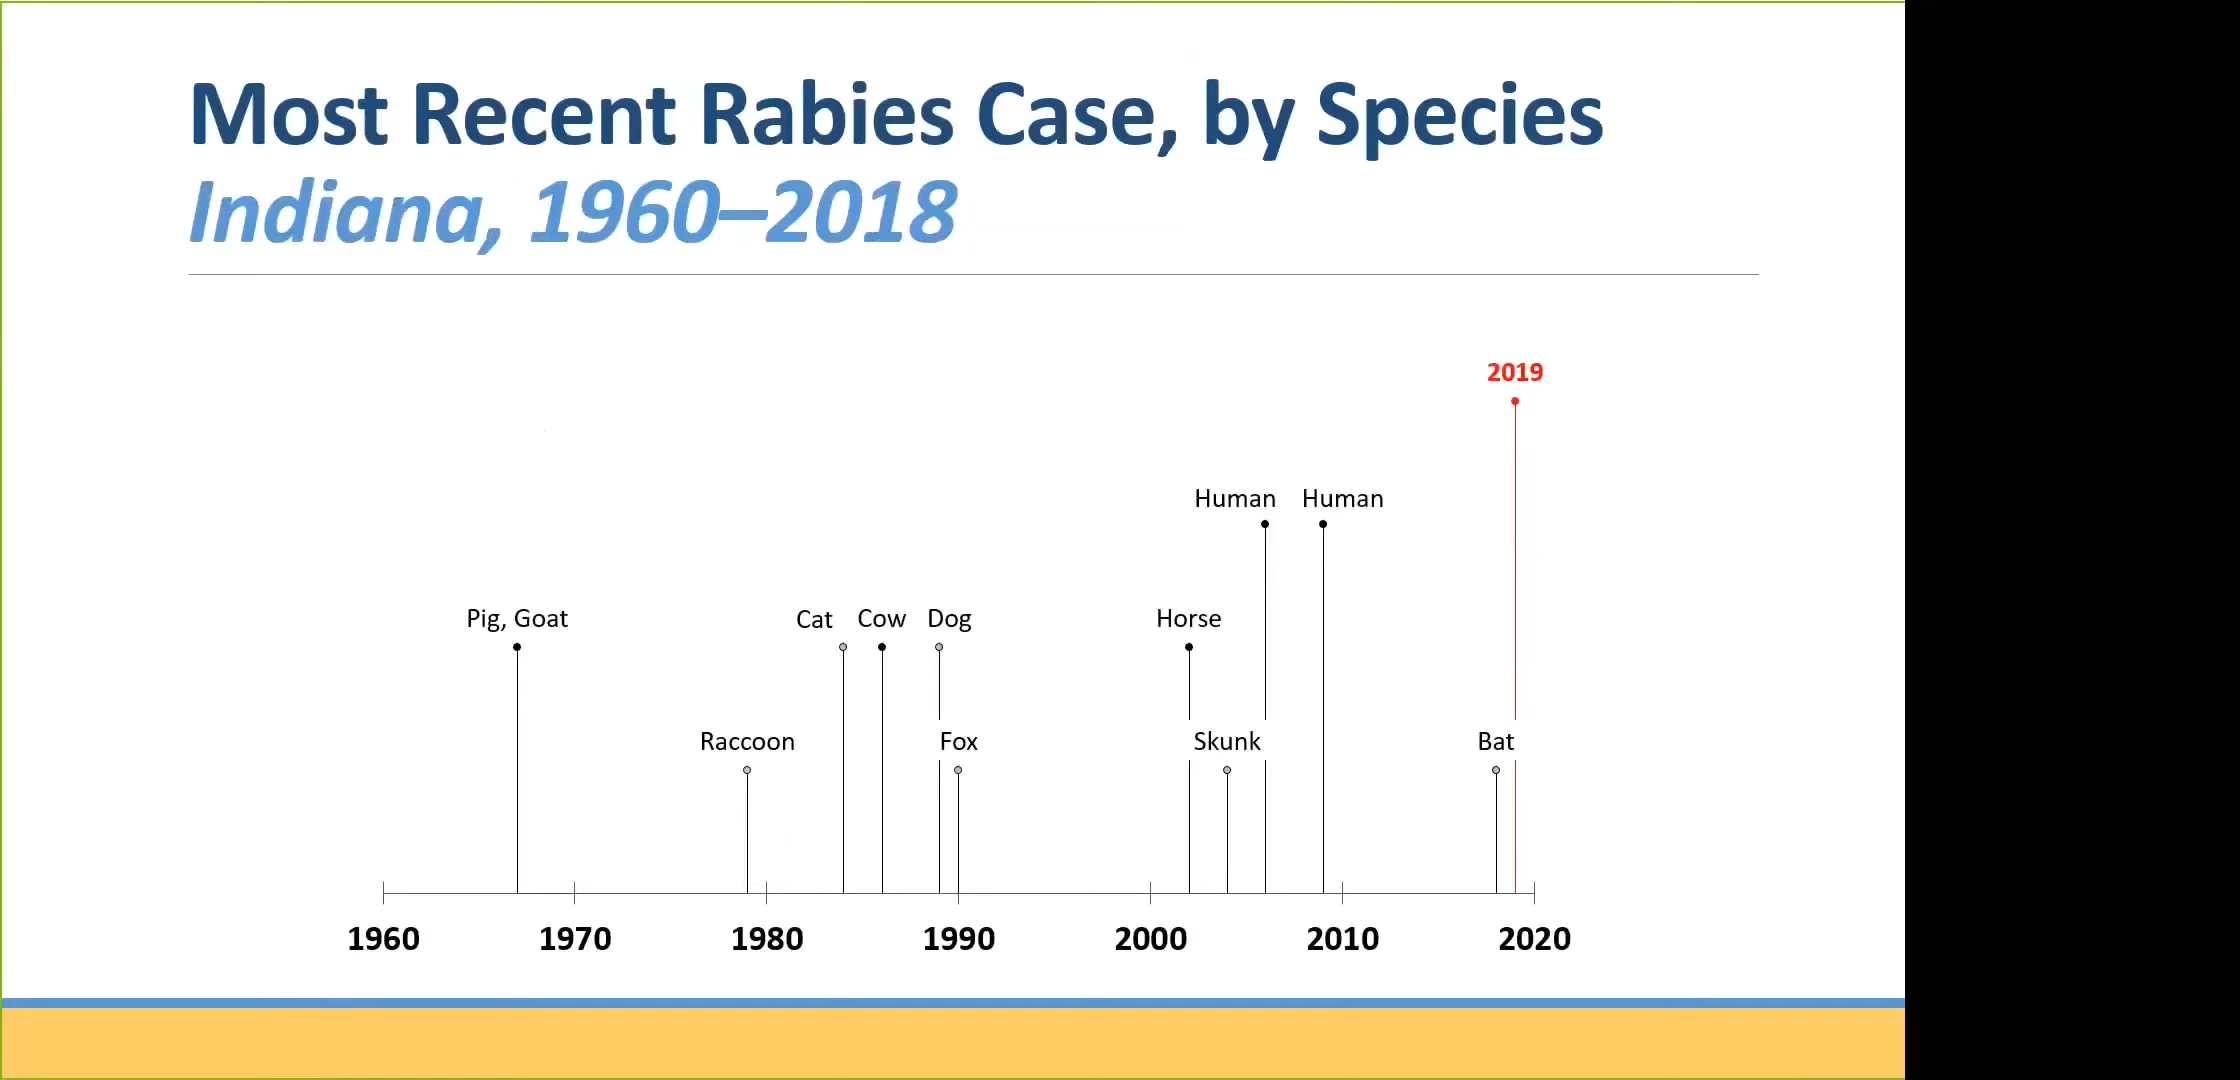 Most Recent Rabies Case, by Species
Indiana, 1960–2018
2019
Human Human
Pig, Goat Cat Cow Dog Horse
Raccoon Fox Skunk Bat
1960 1970 1980 1990 2000 2010 2020